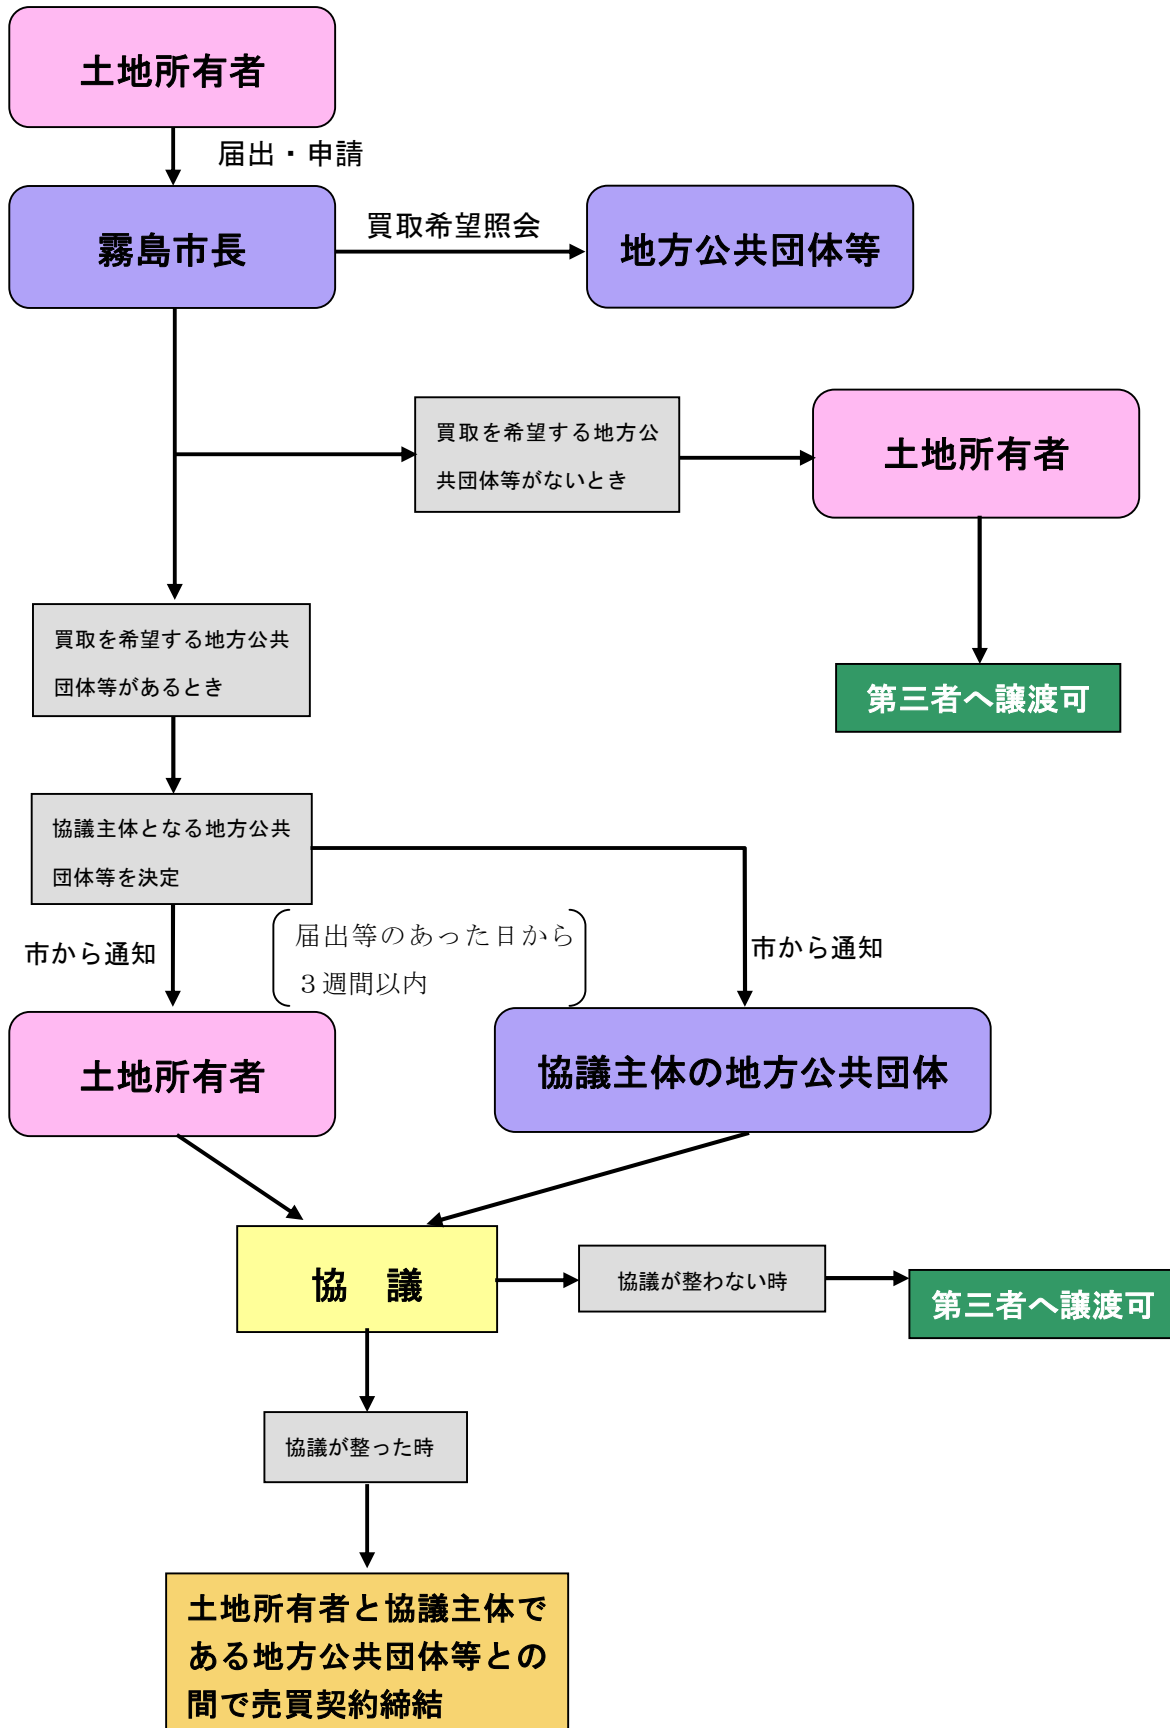 土地所有者
届出・申請
霧島市長
買取希望照会
地方公共団体等
買取を希望する地方公
共団体等がないとき
土地所有者
第三者へ譲渡可
買取を希望する地方公共
団体等があるとき
協議主体となる地方公共
団体等を決定
市から通知
届出等のあった日から
３週間以内
市から通知
土地所有者
協議主体の地方公共団体
協　議
協議が整わない時
第三者へ譲渡可
協議が整った時
土地所有者と協議主体で
ある地方公共団体等との
間で売買契約締結